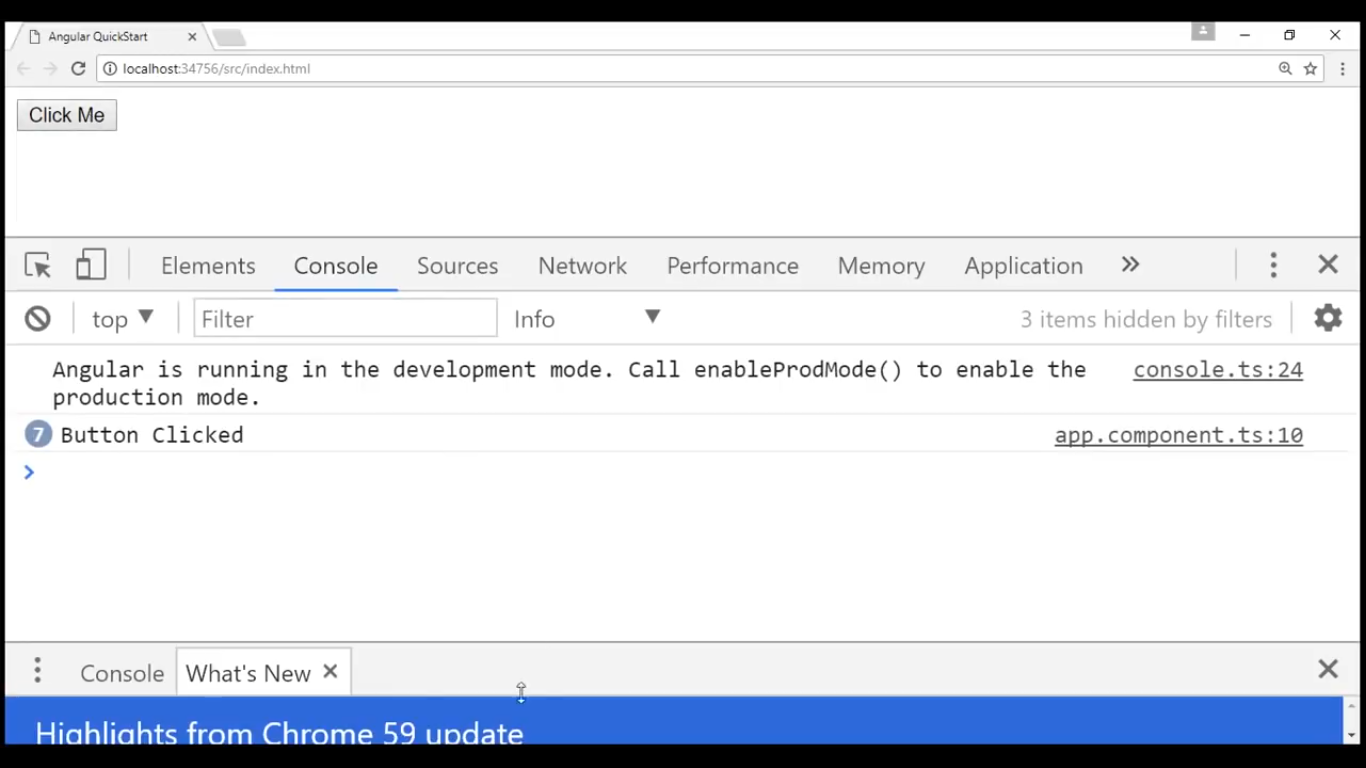 Angular QuickStart
localhost:34756/src/index.html
Click Me
Elements Console Sources Network Performance Memory Application
top Filter Info 3 items hidden by filters
Angular is running in the development mode. Call enableProdMode() to enable the console.ts:24
production mode.
7 Button Clicked app.component.ts:10
Console What's New
Highlights from Chrome 59 update